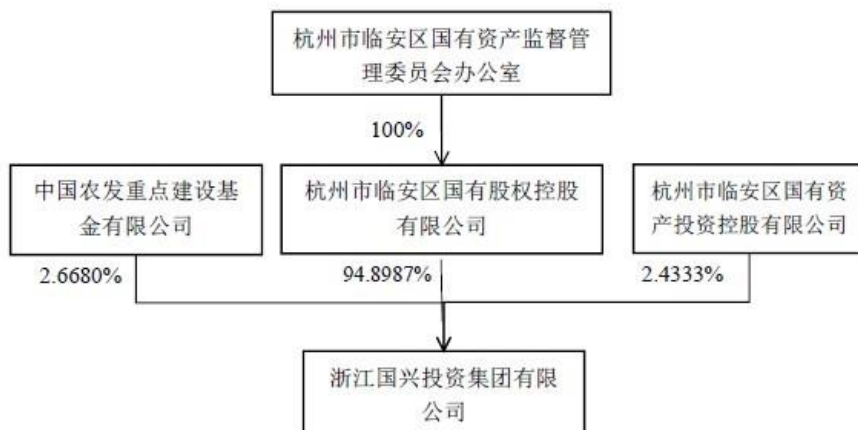 杭州市临安区国有资产监督管
理委员会办公室
100%
中国农发重点建设基
金有限公司
杭州市临安区国有股权控股
有限公司
杭州市临安区国有资
产投资控股有限公司
2.6680%
94.8987%
2.4333%
浙江国兴投资集团有限
公司